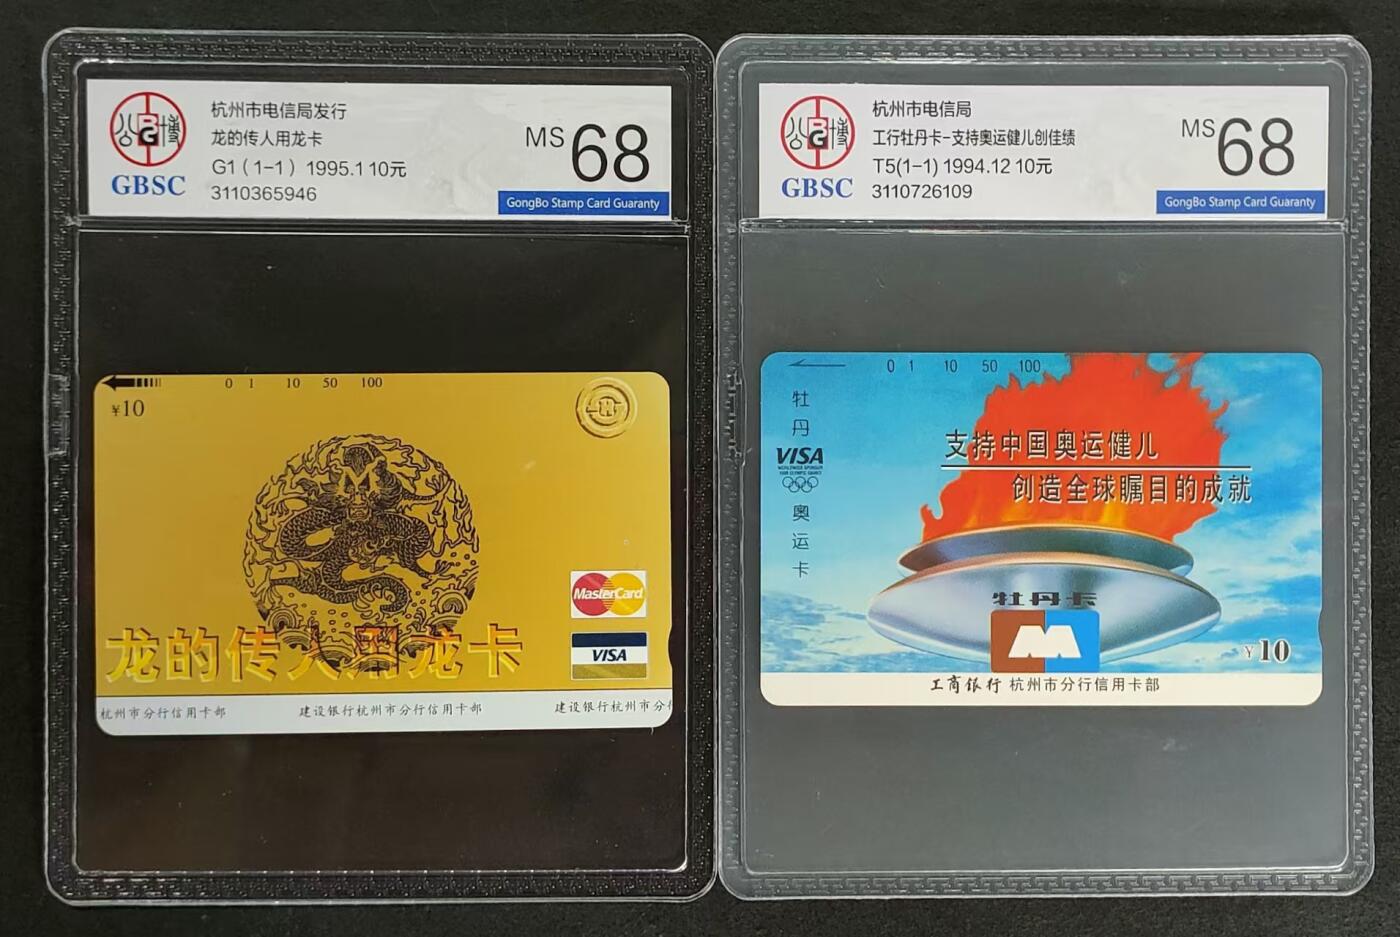 杭州市电信局发行
龙的传人用龙卡
G1（1-1）1995.1 10元
3110365946
GBSC
MS 68
GongBo Stamp Card Guaranty
0 1 10 50 100
¥10
MasterCard
VISA
龙的传人用龙卡
杭州市分行信用卡部 建设银行杭州市分行信用卡部 建设银行杭州市分行
杭州市电信局
工行牡丹卡-支持奥运健儿创佳绩
T5(1-1) 1994.12 10元
3110726109
GBSC
MS 68
GongBo Stamp Card Guaranty
0 1 10 50 100
牡丹
VISA
WORLDWIDE SPONSOR
奥运卡
支持中国奥运健儿
创造全球瞩目的成就
牡丹卡
¥10
工商银行 杭州市分行信用卡部